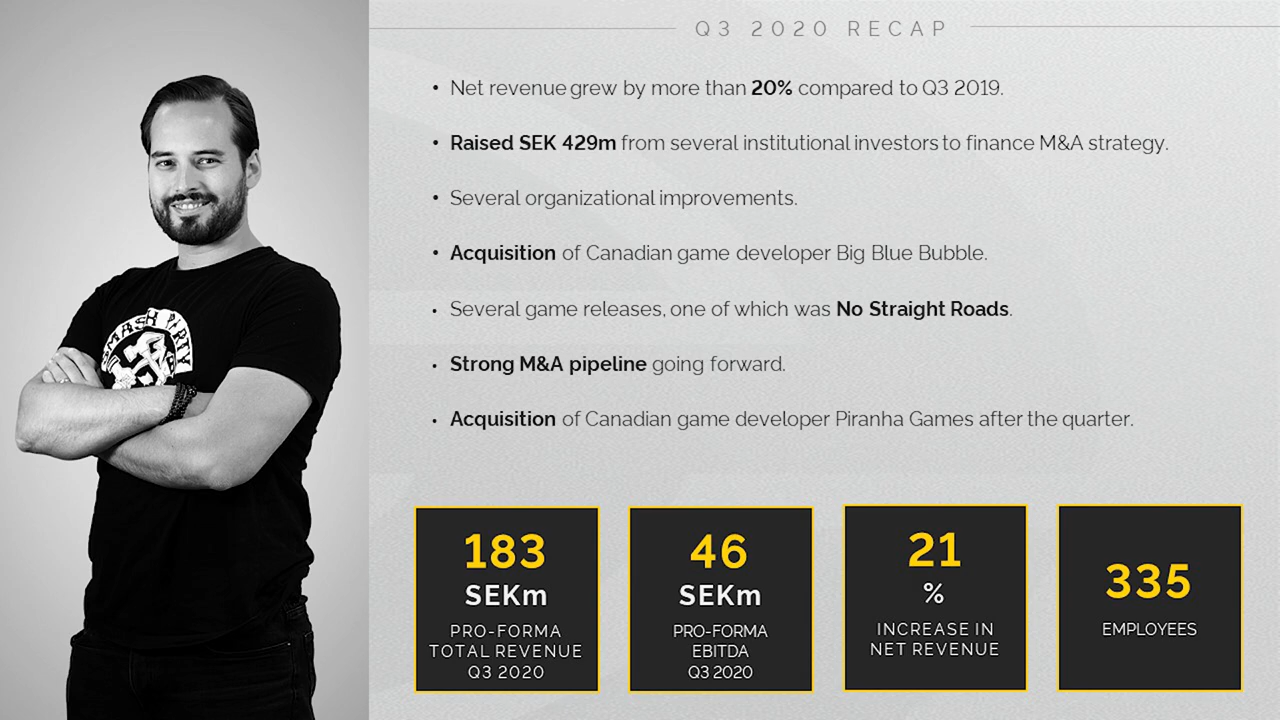 Q3 2020 RECAP
• Net revenue grew by more than 20% compared to Q3 2019.
• Raised SEK 429m from several institutional investors to finance M&A strategy.
• Several organizational improvements.
• Acquisition of Canadian game developer Big Blue Bubble.
• Several game releases, one of which was No Straight Roads.
• Strong M&A pipeline going forward.
• Acquisition of Canadian game developer Piranha Games after the quarter.
SMASH PARTY
183
SEKm
PRO-FORMA
TOTAL REVENUE
Q3 2020
46
SEKm
PRO-FORMA
EBITDA
Q3 2020
21
%
INCREASE IN
NET REVENUE
335
EMPLOYEES